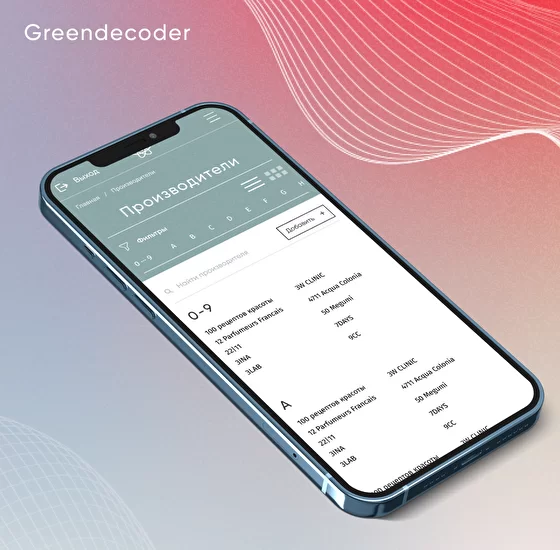 Greendecoder
Выход
Главная > Производители
Производители
Фильтры
0-9 A B C D E F G H
Найти производителя
Добавить +
0-9
100 рецептов красоты
12 Parfumeurs Francais
22|11
3INA
3LAB
3W CLINIC
4711 Acqua Colonia
50 Megumi
7DAYS
9CC
A
100 рецептов красоты
12 Parfumeurs Francais
22|11
3INA
3LAB
3W CLINIC
4711 Acqua Colonia
50 Megumi
7DAYS
9CC
100 рецептов красоты
3W CLINIC